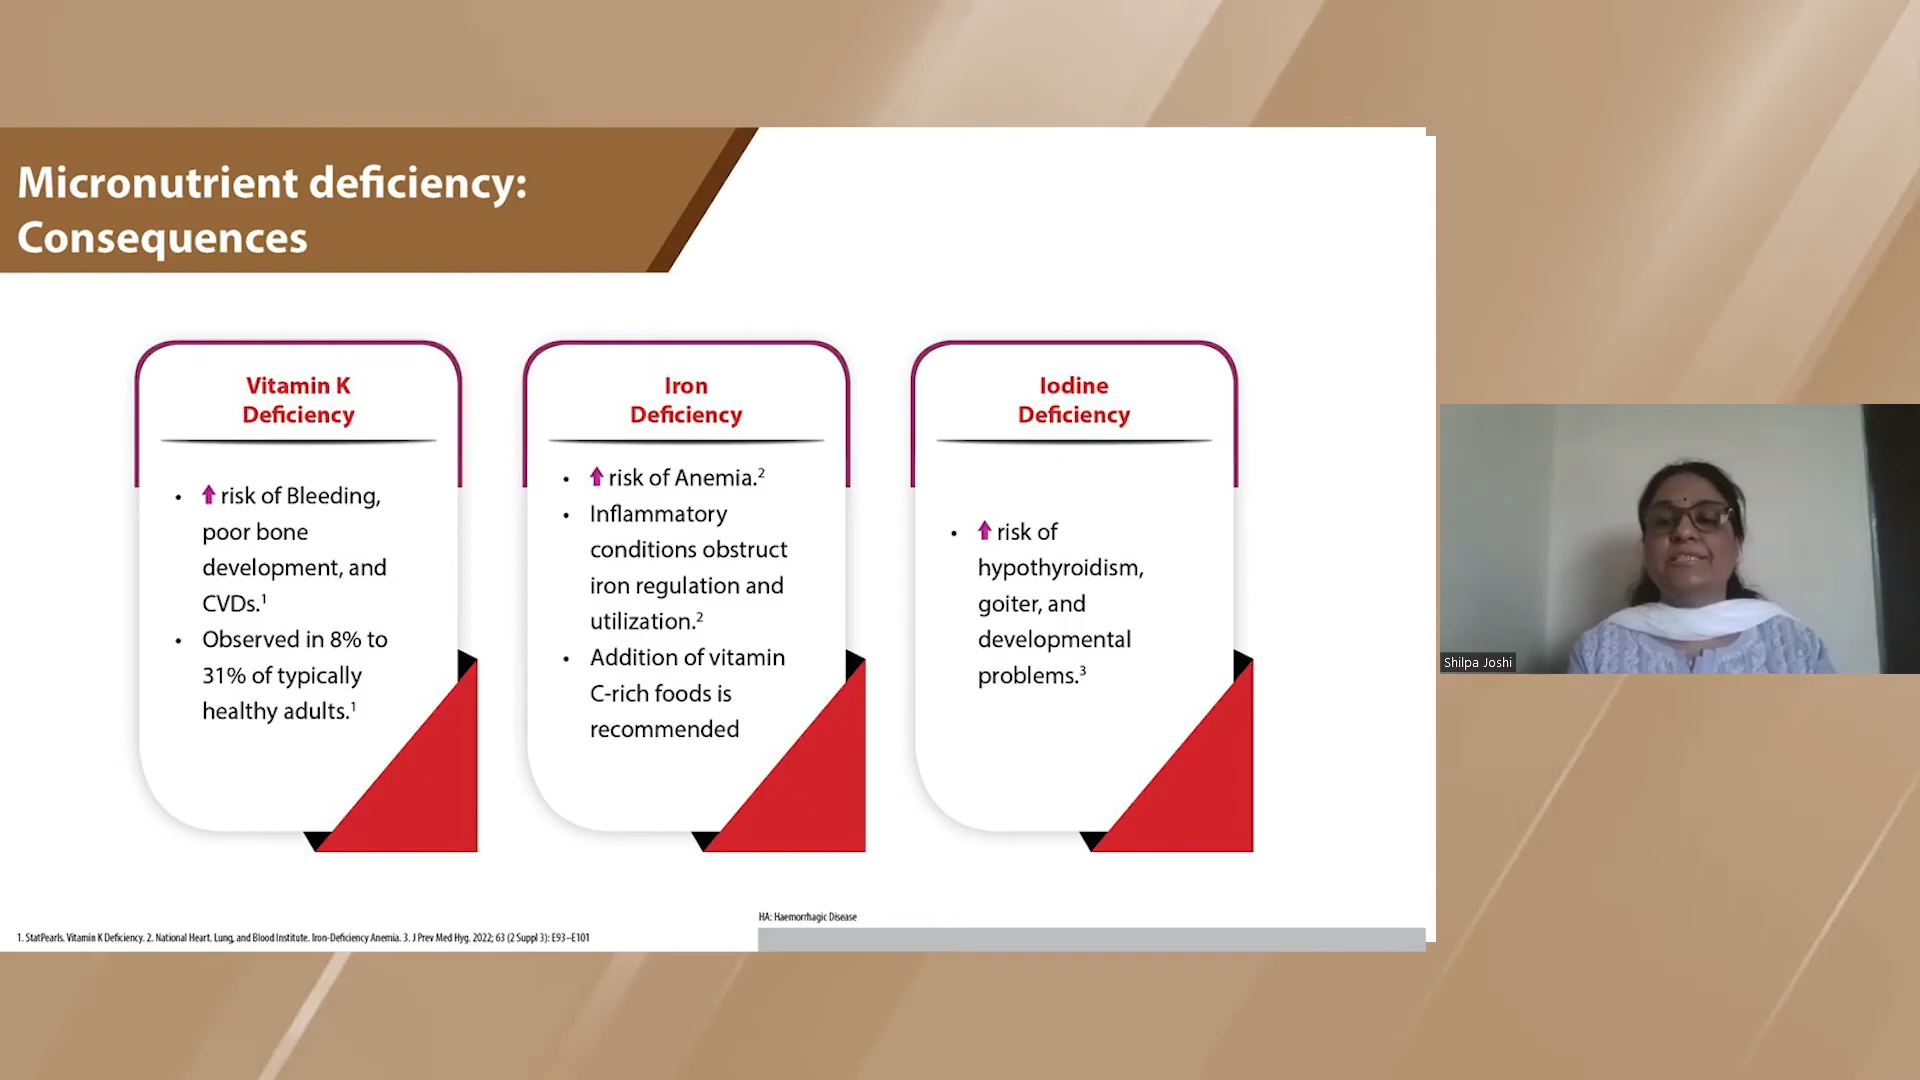 Micronutrient deficiency:
Consequences
Vitamin K
Deficiency
• ⬆ risk of Bleeding,
poor bone
development, and
CVDs.¹
• Observed in 8% to
31% of typically
healthy adults.¹
Iron
Deficiency
• ⬆ risk of Anemia.²
• Inflammatory
conditions obstruct
iron regulation and
utilization.²
• Addition of vitamin
C-rich foods is
recommended
Iodine
Deficiency
• ⬆ risk of
hypothyroidism,
goiter, and
developmental
problems.³
Shilpa Joshi
HA: Haemorrhagic Disease
1. StatPearls. Vitamin K Deficiency. 2. National Heart, Lung, and Blood Institute. Iron-Deficiency Anemia. 3. J Prev Med Hyg. 2022; 63 (2 Suppl 3): E93–E101